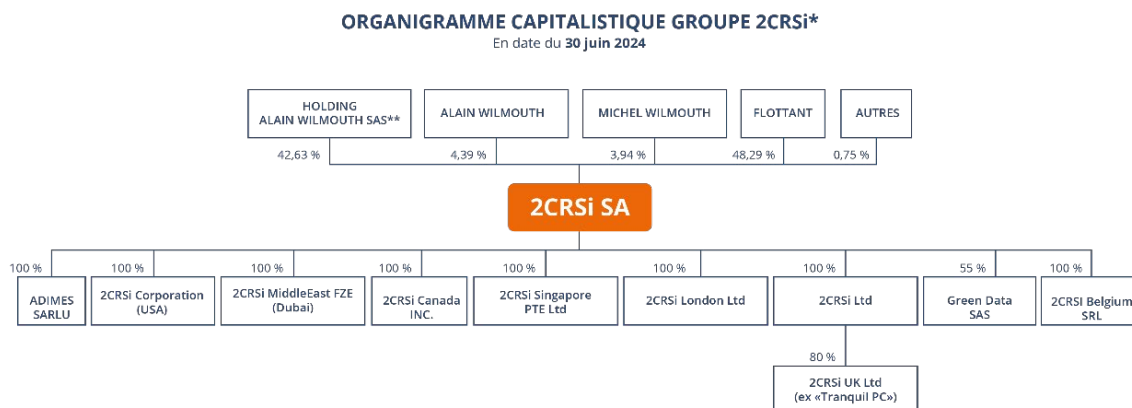 ORGANIGRAMME CAPITALISTIQUE GROUPE 2CRSi*
En date du 30 juin 2024
HOLDING
ALAIN WILMOUTH SAS**
ALAIN WILMOUTH
MICHEL WILMOUTH
FLOTTANT
AUTRES
42,63 %
4,39 %
3,94 %
48,29 %
0,75 %
2CRSi SA
100 %
100 %
100 %
100 %
100 %
100 %
100 %
55 %
100 %
ADIMES
SARLU
2CRSi Corporation
(USA)
2CRSi MiddleEast FZE
(Dubai)
2CRSi Canada
INC.
2CRSi Singapore
PTE Ltd
2CRSi London Ltd
2CRSi Ltd
Green Data
SAS
2CRSI Belgium
SRL
80 %
2CRSi UK Ltd
(ex «Tranquil PC»)